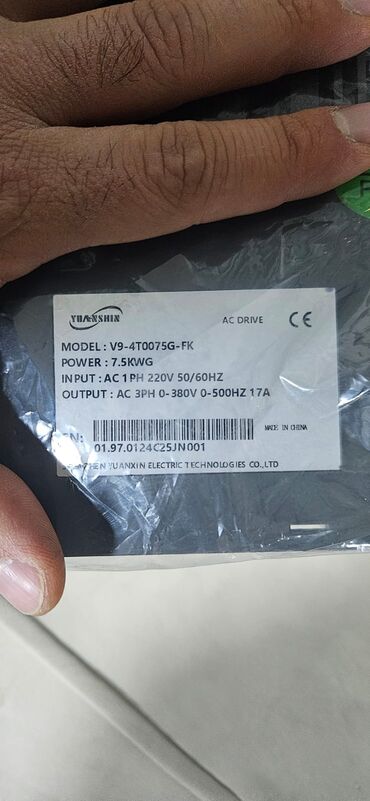 YUANSHIN
AC DRIVE CE
MODEL : V9-4T0075G-FK
POWER : 7.5KWG
INPUT : AC 1PH 220V 50/60HZ
OUTPUT : AC 3PH 0-380V 0-500HZ 17A
SN:
MADE IN CHINA
01.97.0124C25JN001
YUANXIN ELECTRIC TECHNOLOGIES CO.,LTD